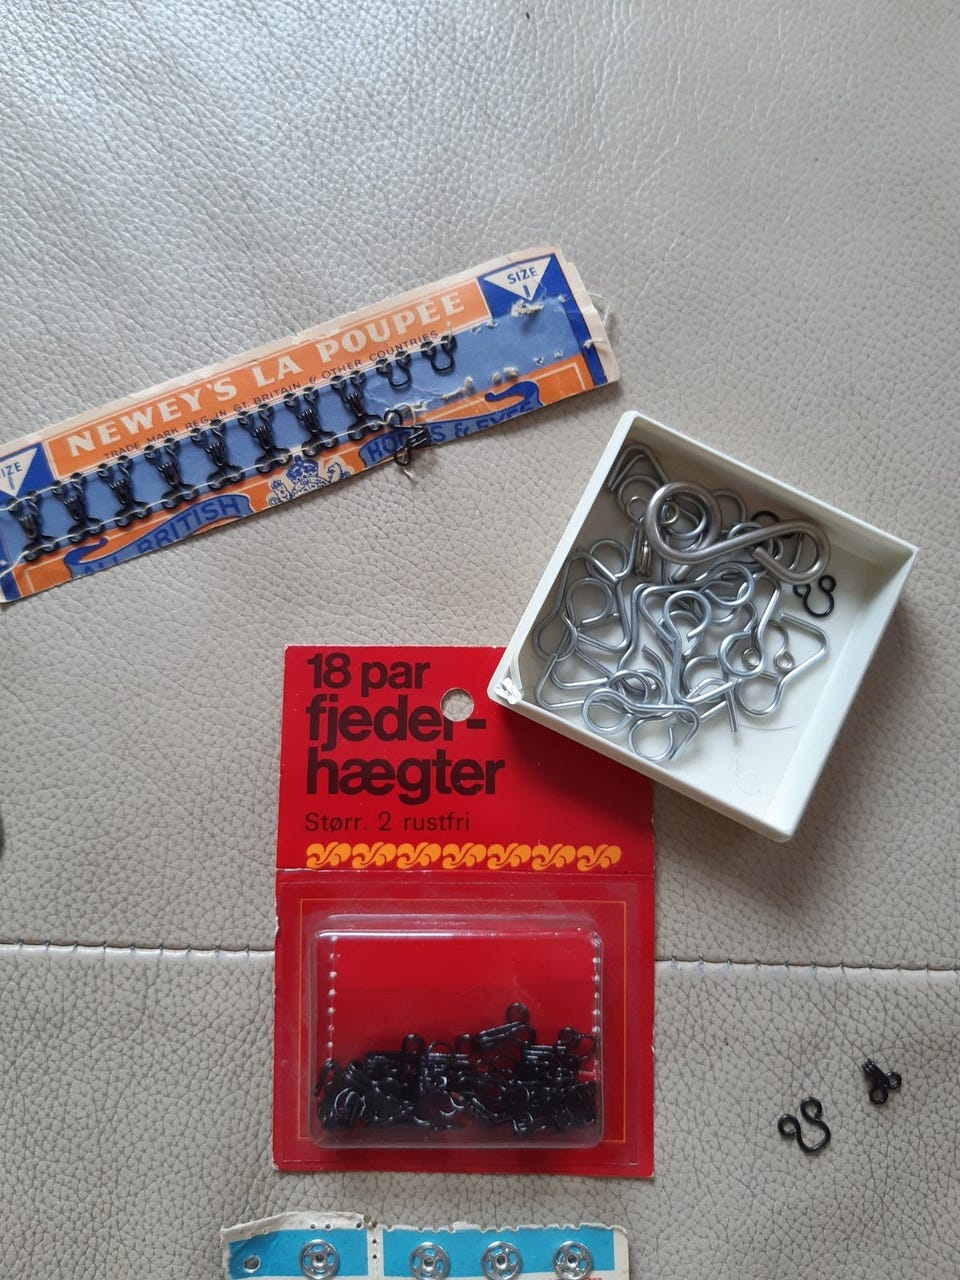 NEWEY'S LA POUPÉE
SIZE
1
TRADE MARK REG. IN GT. BRITAIN & OTHER COUNTRIES
SIZE
1
ALL BRITISH
HOOKS & EYES
18 par
fjeder-
hægter
Størr. 2 rustfri